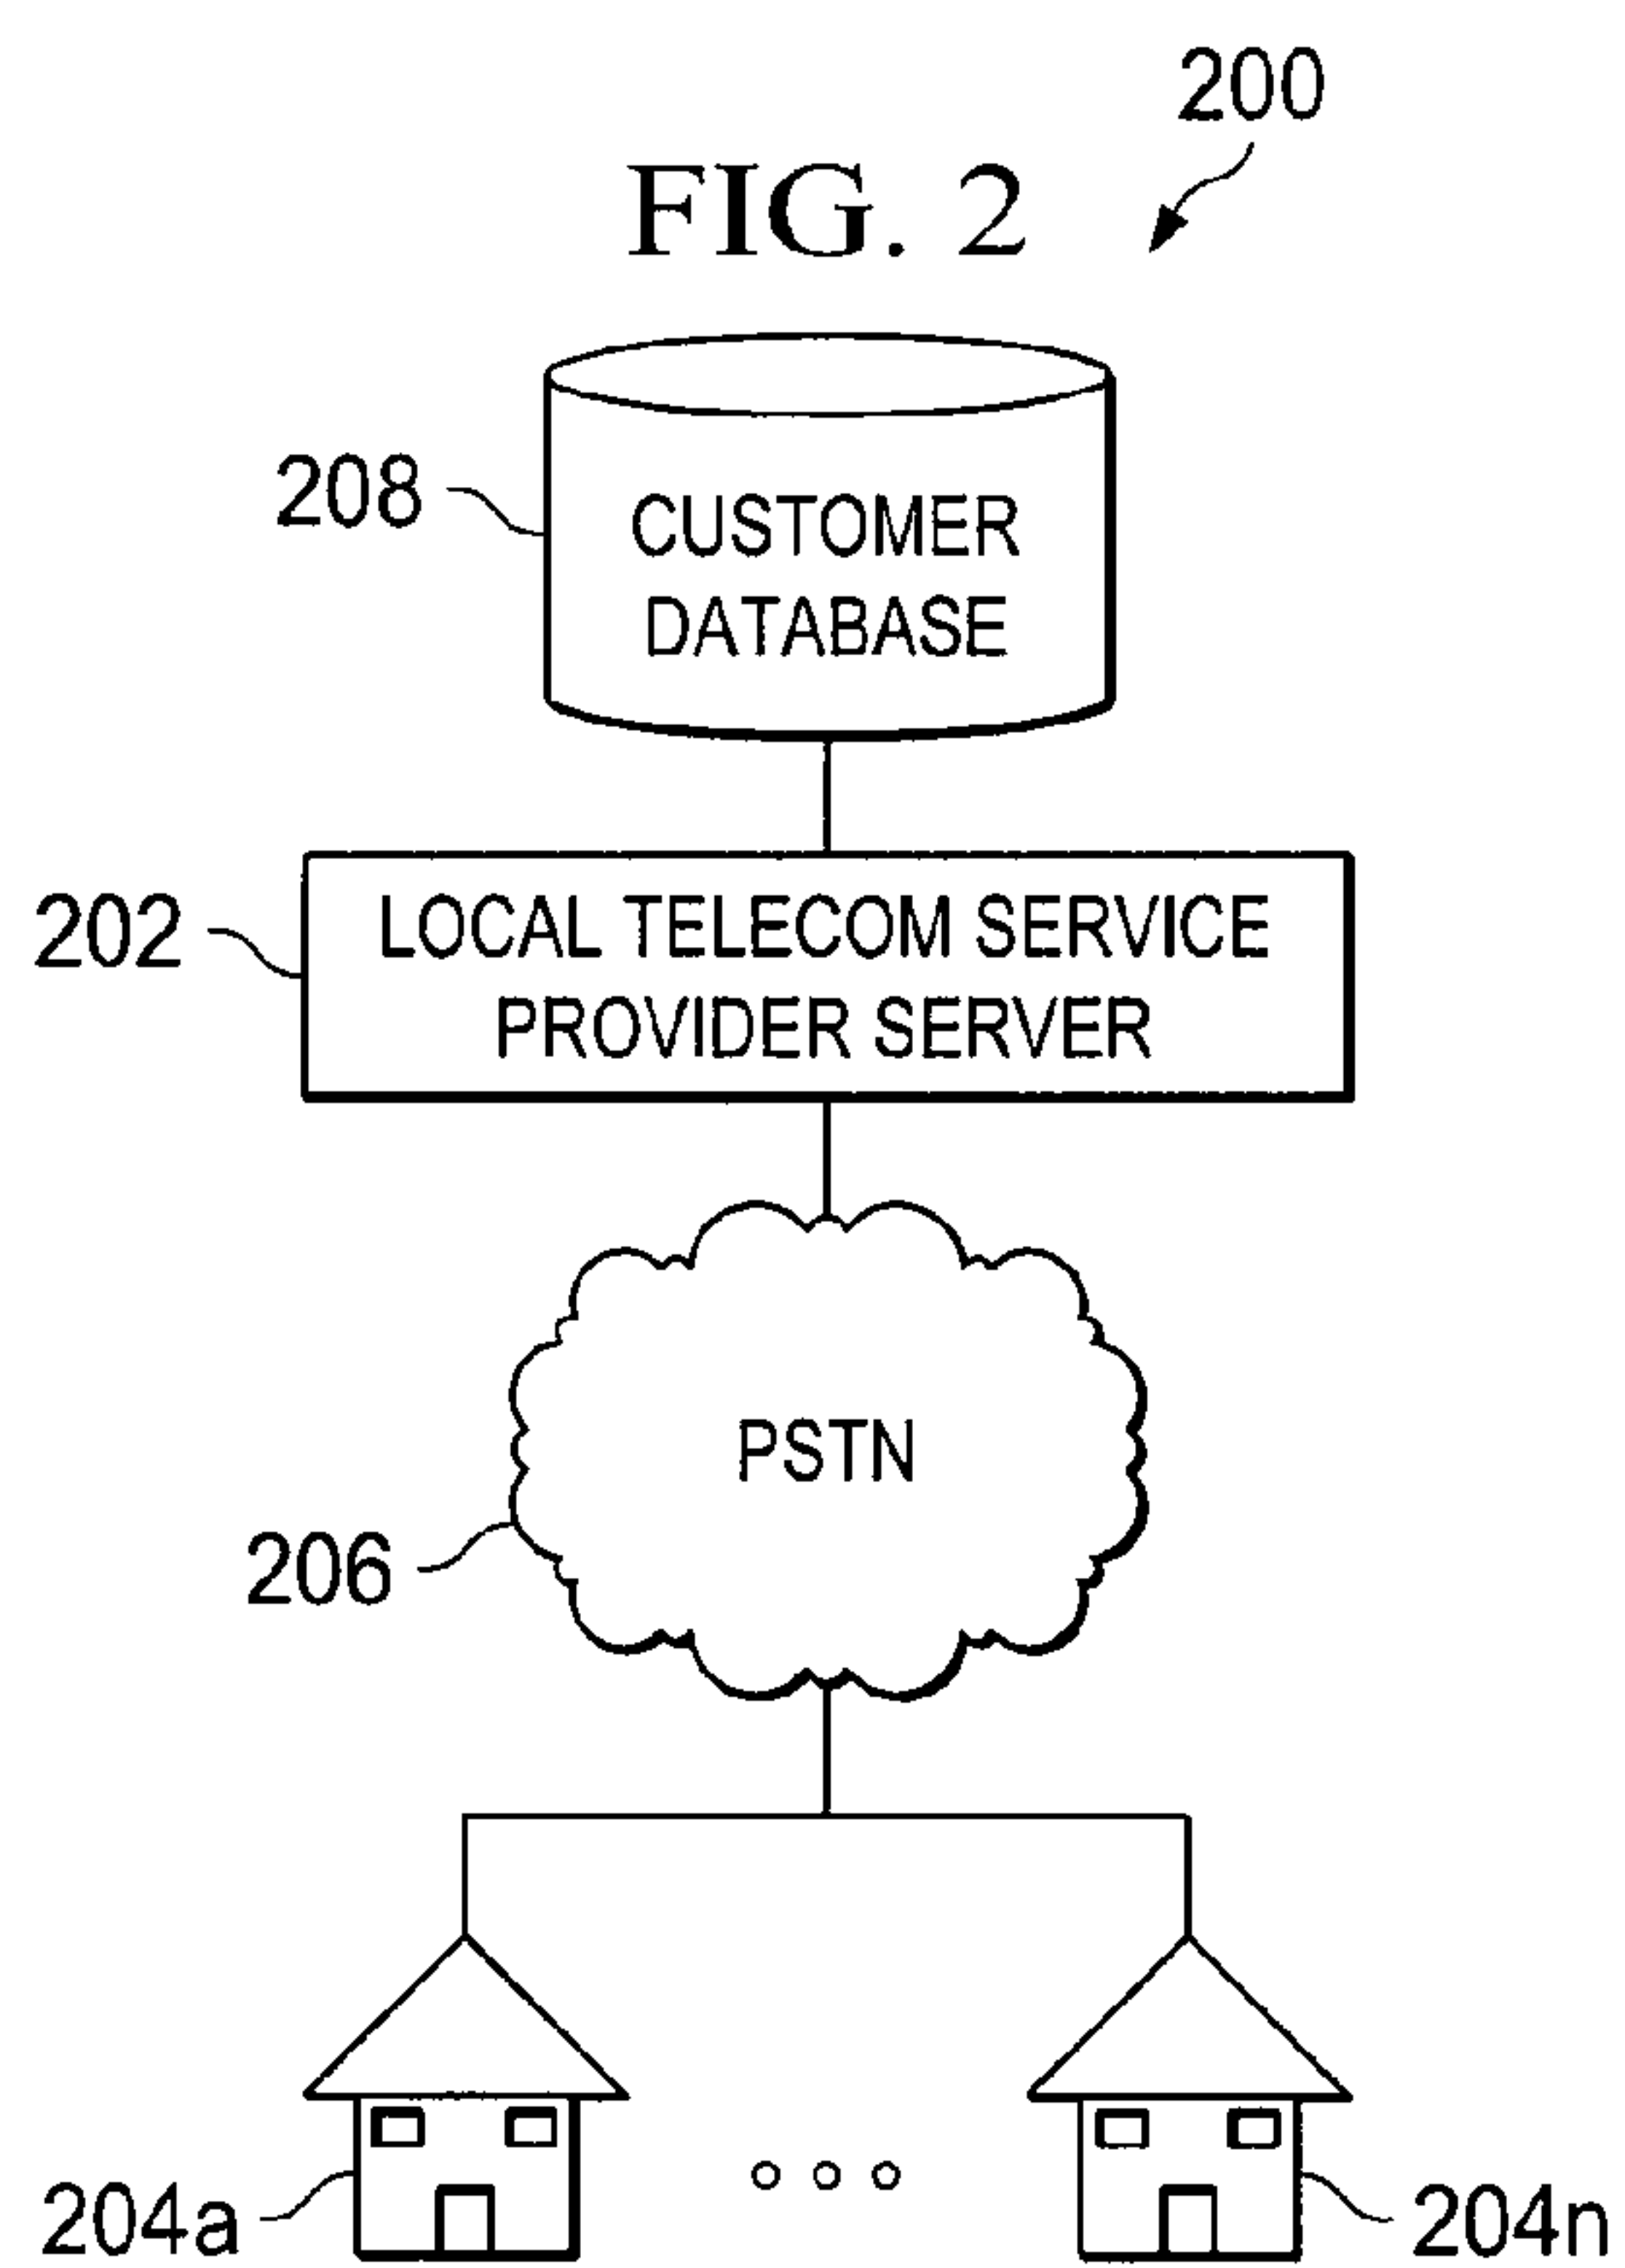 200
FIG. 2
208
CUSTOMER
DATABASE
202
LOCAL TELECOM SERVICE
PROVIDER SERVER
PSTN
206
204a
204n